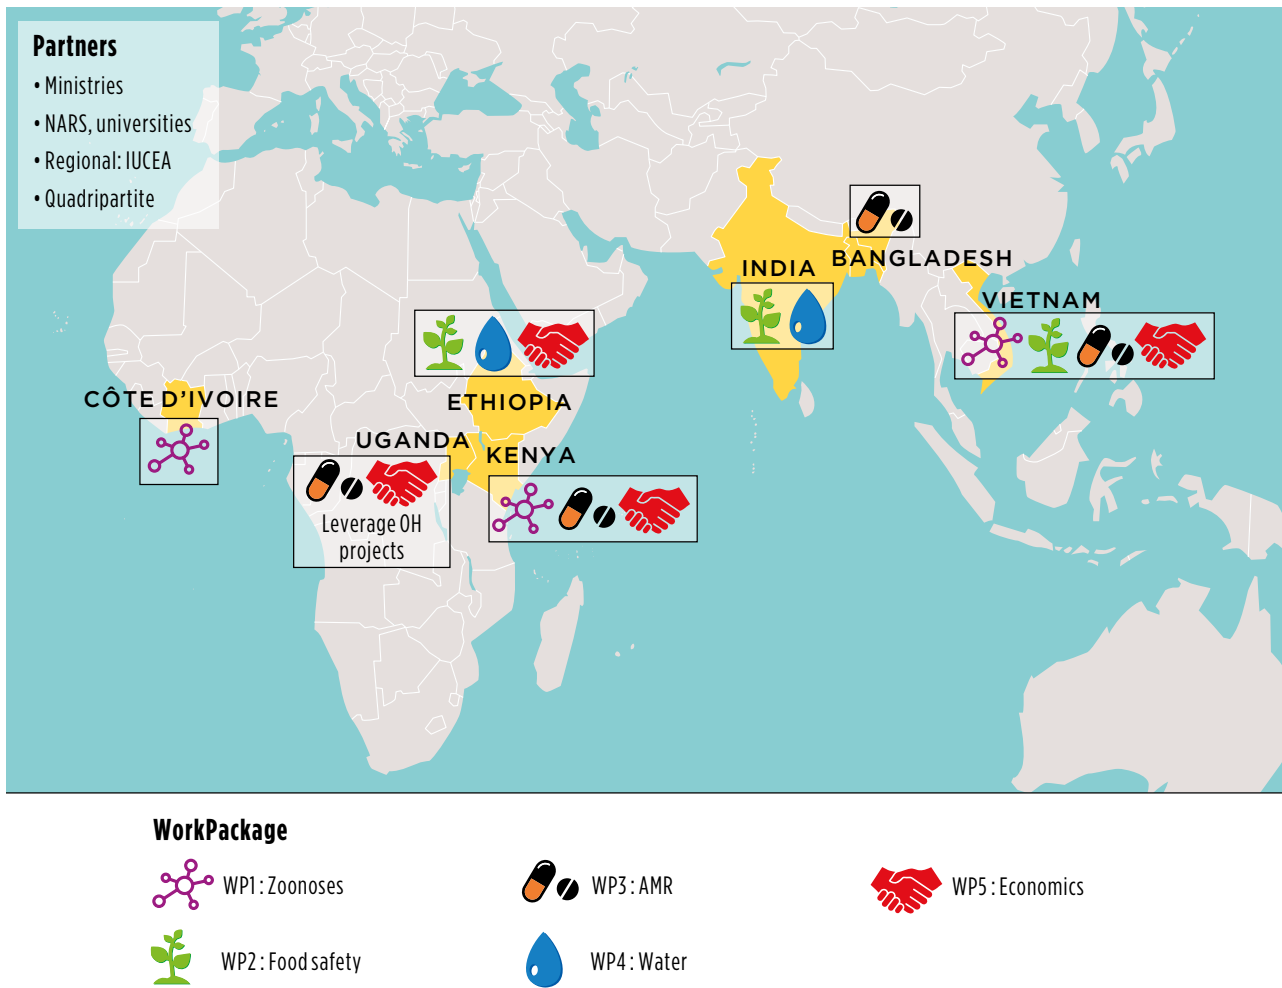 Partners
• Ministries
• NARS, universities
• Regional: IUCEA
• Quadripartite
BANGLADESH
INDIA
VIETNAM
CÔTE D'IVOIRE
ETHIOPIA
UGANDA
KENYA
Leverage OH
projects
WorkPackage
WP1 : Zoonoses
WP3 : AMR
WP5 : Economics
WP2 : Food safety
WP4 : Water